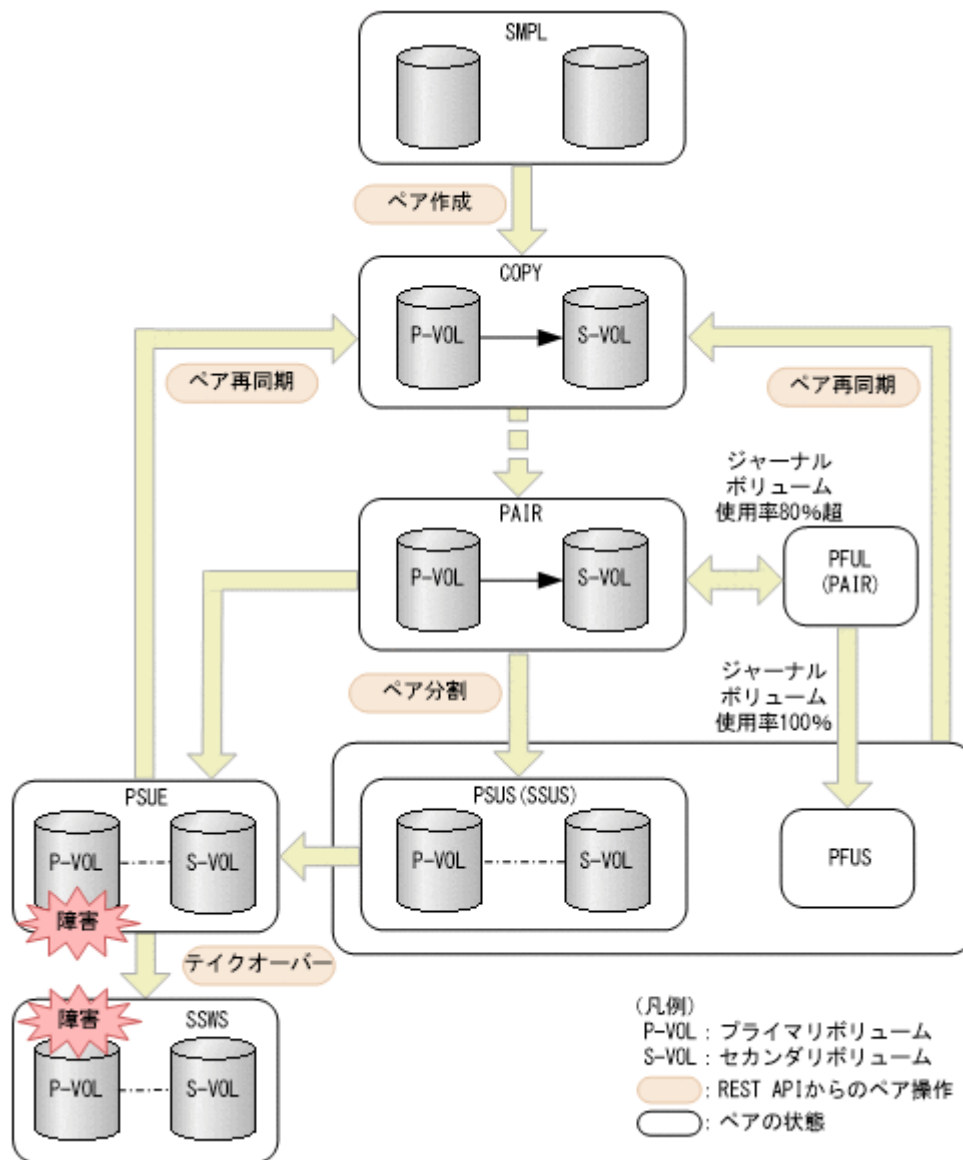 SMPL
ペア作成
COPY
P-VOL
S-VOL
ペア再同期
ペア再同期
ジャーナル
ボリューム
使用率80%超
PAIR
P-VOL
S-VOL
PFUL
(PAIR)
ペア分割
ジャーナル
ボリューム
使用率100%
PSUE
P-VOL
S-VOL
障害
PSUS(SSUS)
P-VOL
S-VOL
PFUS
テイクオーバー
障害
SSWS
P-VOL
S-VOL
(凡例)
P-VOL：プライマリボリューム
S-VOL：セカンダリボリューム
：REST APIからのペア操作
：ペアの状態